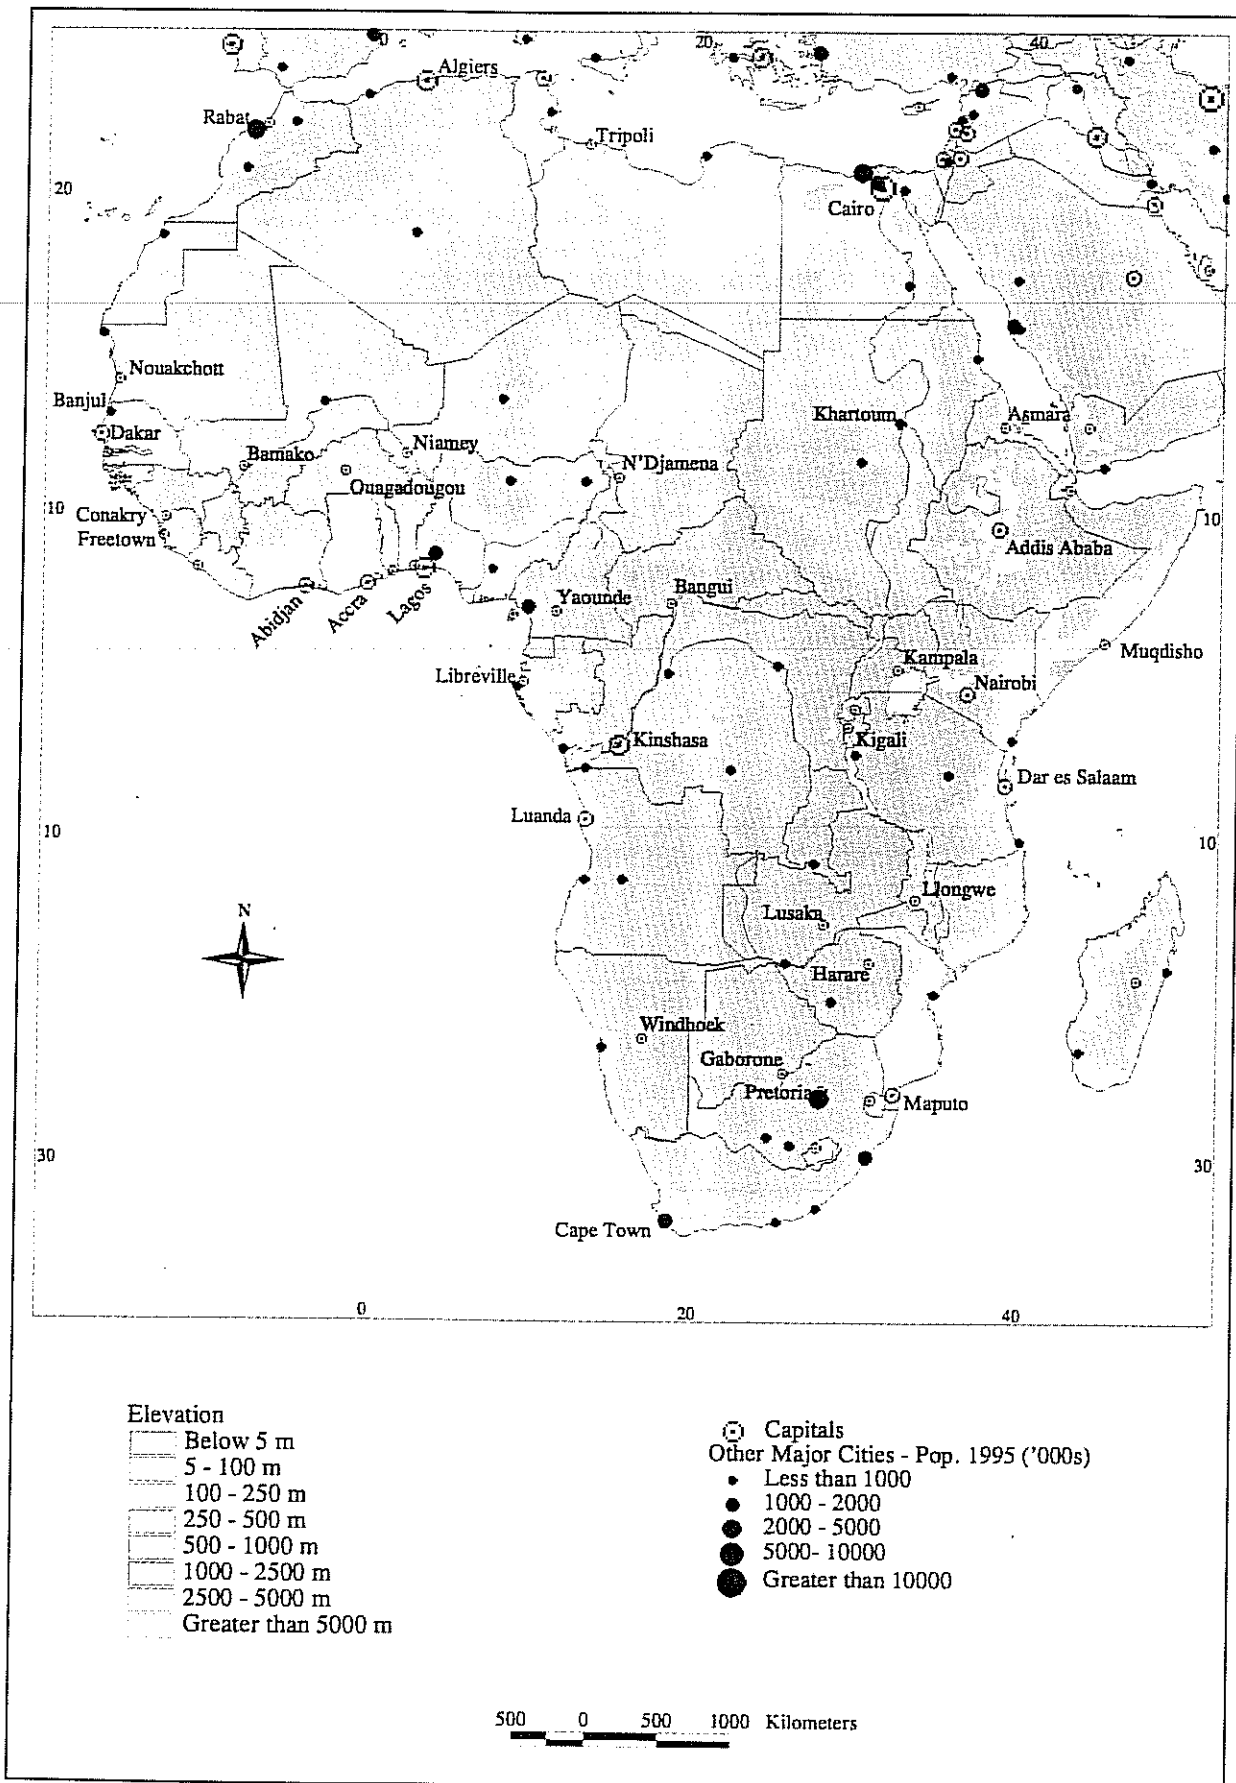 0 20 40
Algiers
Rabat
Tripoli
20
Cairo
Nouakchott
Banjul
Khartoum
Asmara
Dakar
Niamey
Bamako
N'Djamena
Ouagadougou
10 10
Conakry
Freetown
Addis Ababa
Bangui
Yaounde
Abidjan
Accra
Lagos
Muqdisho
Kampala
Libreville
Nairobi
Kinshasa
Kigali
Dar es Salaam
Luanda
10 10
Llongwe
N
Lusaka
Harare
Windhoek
Gaborone
Pretoria
Maputo
30 30
Cape Town
0 20 40
Elevation
Below 5 m
5 - 100 m
100 - 250 m
250 - 500 m
500 - 1000 m
1000 - 2500 m
2500 - 5000 m
Greater than 5000 m
Capitals
Other Major Cities - Pop. 1995 ('000s)
Less than 1000
1000 - 2000
2000 - 5000
5000- 10000
Greater than 10000
500 0 500 1000 Kilometers